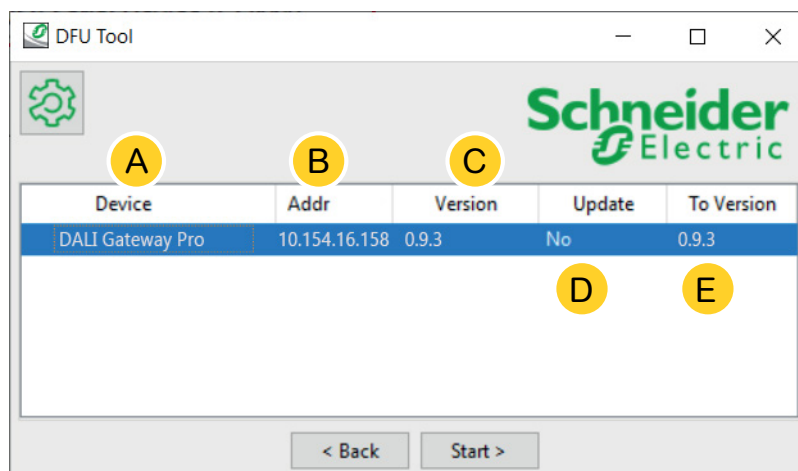 DFU Tool
Schneider
Electric
A B C
Device Addr Version Update To Version
DALI Gateway Pro 10.154.16.158 0.9.3 No 0.9.3
D E
< Back Start >